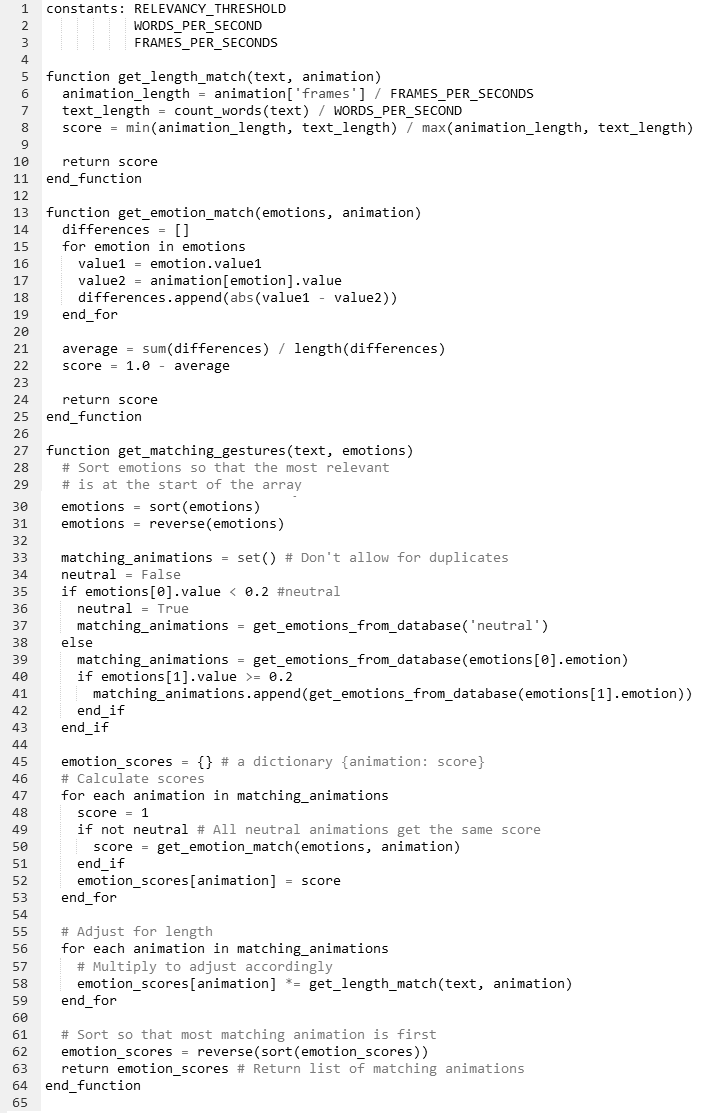 1 constants: RELEVANCY_THRESHOLD
2 WORDS_PER_SECOND
3 FRAMES_PER_SECONDS
4
5 function get_length_match(text, animation)
6 animation_length = animation['frames'] / FRAMES_PER_SECONDS
7 text_length = count_words(text) / WORDS_PER_SECOND
8 score = min(animation_length, text_length) / max(animation_length, text_length)
9
10 return score
11 end_function
12
13 function get_emotion_match(emotions, animation)
14 differences = []
15 for emotion in emotions
16 value1 = emotion.value1
17 value2 = animation[emotion].value
18 differences.append(abs(value1 - value2))
19 end_for
20
21 average = sum(differences) / length(differences)
22 score = 1.0 - average
23
24 return score
25 end_function
26
27 function get_matching_gestures(text, emotions)
28 # Sort emotions so that the most relevant
29 # is at the start of the array
30 emotions = sort(emotions)
31 emotions = reverse(emotions)
32
33 matching_animations = set() # Don't allow for duplicates
34 neutral = False
35 if emotions[0].value < 0.2 #neutral
36 neutral = True
37 matching_animations = get_emotions_from_database('neutral')
38 else
39 matching_animations = get_emotions_from_database(emotions[0].emotion)
40 if emotions[1].value >= 0.2
41 matching_animations.append(get_emotions_from_database(emotions[1].emotion))
42 end_if
43 end_if
44
45 emotion_scores = {} # a dictionary {animation: score}
46 # Calculate scores
47 for each animation in matching_animations
48 score = 1
49 if not neutral # All neutral animations get the same score
50 score = get_emotion_match(emotions, animation)
51 end_if
52 emotion_scores[animation] = score
53 end_for
54
55 # Adjust for length
56 for each animation in matching_animations
57 # Multiply to adjust accordingly
58 emotion_scores[animation] *= get_length_match(text, animation)
59 end_for
60
61 # Sort so that most matching animation is first
62 emotion_scores = reverse(sort(emotion_scores))
63 return emotion_scores # Return list of matching animations
64 end_function
65